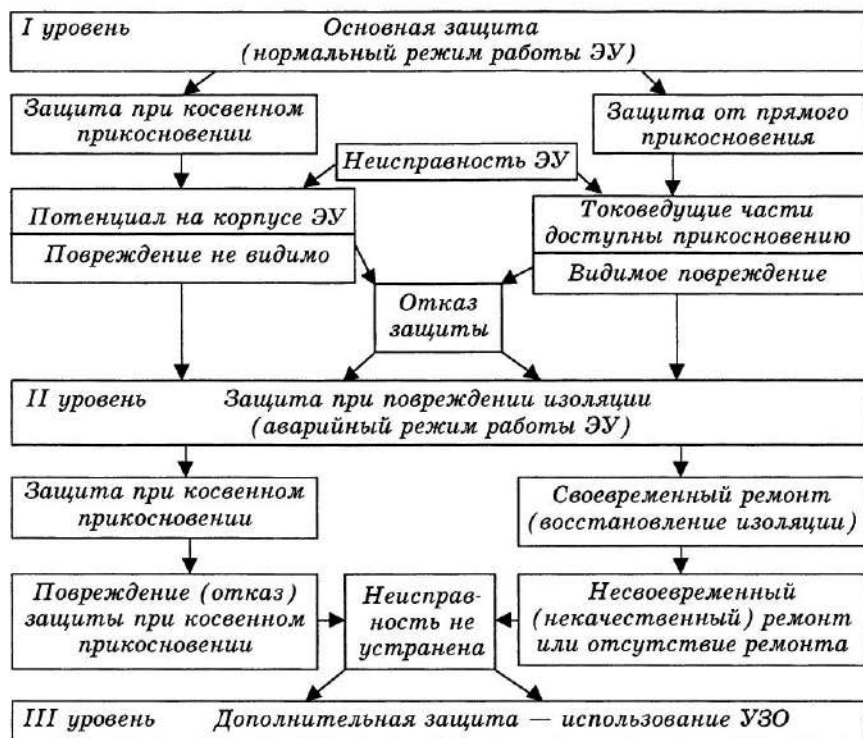 I уровень Основная защита
(нормальный режим работы ЭУ)
Защита при косвенном
прикосновении
Защита от прямого
прикосновения
Неисправность ЭУ
Потенциал на корпусе ЭУ
Повреждение не видимо
Токоведущие части
доступны прикосновению
Видимое повреждение
Отказ
защиты
II уровень Защита при повреждении изоляции
(аварийный режим работы ЭУ)
Защита при косвенном
прикосновении
Своевременный ремонт
(восстановление изоляции)
Повреждение (отказ)
защиты при косвенном
прикосновении
Неисправ-
ность не
устранена
Несвоевременный
(некачественный) ремонт
или отсутствие ремонта
III уровень Дополнительная защита — использование УЗО